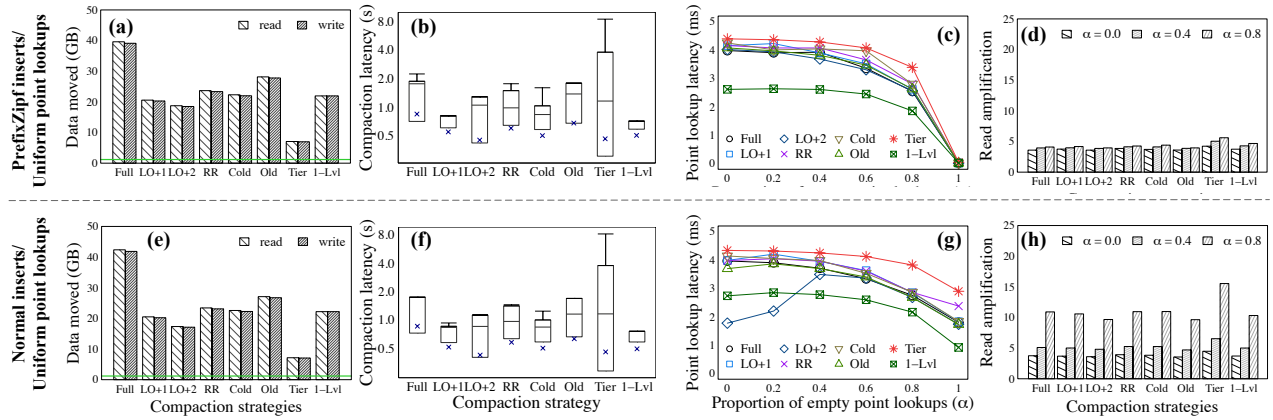 PrefixZipf inserts/
Uniform point lookups
(a)
read write
Data moved (GB)
50
40
30
20
10
0
Full LO+1 LO+2 RR Cold Old Tier 1−Lvl
(b)
Compaction latency (s)
8.0
2.0
1.0
0.5
Full LO+1 LO+2 RR Cold Old Tier 1−Lvl
(c)
Point lookup latency (ms)
5
4
3
2
1
0
Full LO+2 Cold Tier
LO+1 RR Old 1−Lvl
0 0.2 0.4 0.6 0.8 1
(d)
α = 0.0 α = 0.4 α = 0.8
Read amplification
25
20
15
10
5
0
Full LO+1 LO+2 RR Cold Old Tier 1−Lvl
Normal inserts/
Uniform point lookups
(e)
read write
Data moved (GB)
50
40
30
20
10
0
Full LO+1 LO+2 RR Cold Old Tier 1−Lvl
Compaction strategies
(f)
Compaction latency (s)
8.0
2.0
1.0
0.5
Full LO+1 LO+2 RR Cold Old Tier 1−Lvl
Compaction strategy
(g)
Point lookup latency (ms)
5
4
3
2
1
0
Full LO+2 Cold Tier
LO+1 RR Old 1−Lvl
0 0.2 0.4 0.6 0.8 1
Proportion of empty point lookups (α)
(h)
α = 0.0 α = 0.4 α = 0.8
Read amplification
25
20
15
10
5
0
Full LO+1 LO+2 RR Cold Old Tier 1−Lvl
Compaction strategies